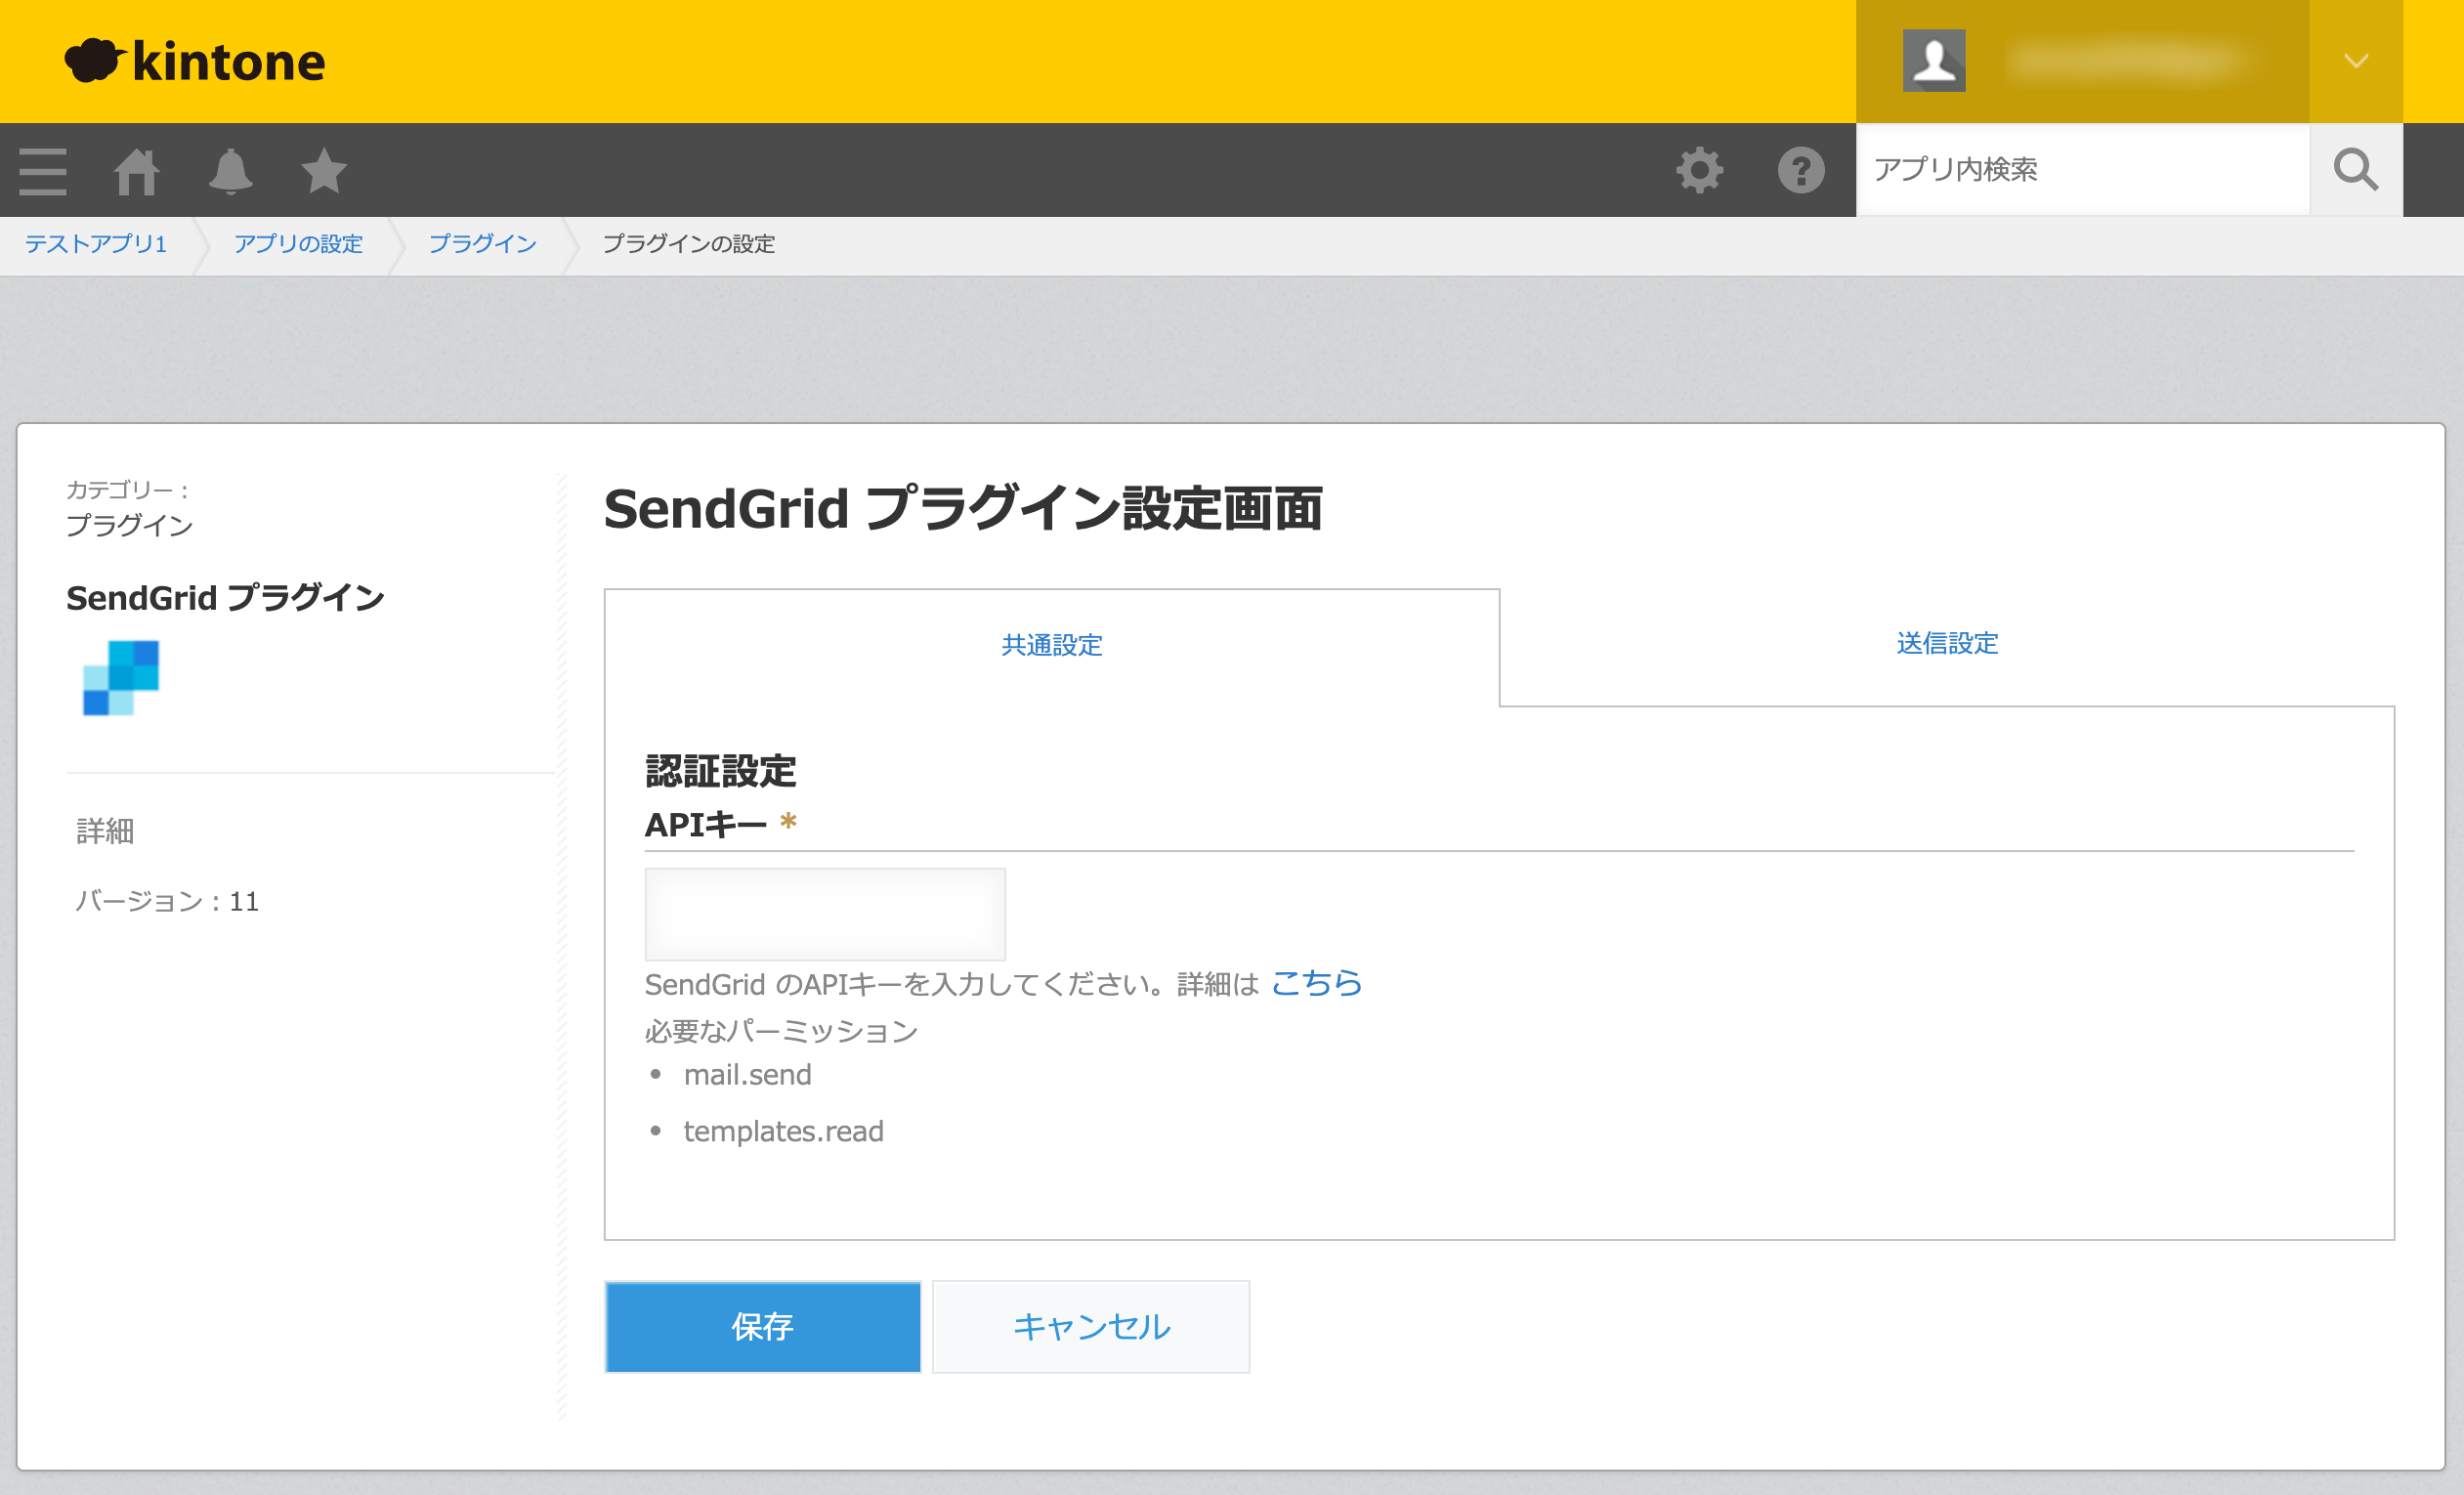 kintone
アプリ内検索
テストアプリ1 アプリの設定 プラグイン プラグインの設定
カテゴリー：
プラグイン
SendGrid プラグイン
詳細
バージョン：11
SendGrid プラグイン設定画面
共通設定 送信設定
認証設定
APIキー *
SendGrid のAPIキーを入力してください。詳細は こちら
必要なパーミッション
• mail.send
• templates.read
保存 キャンセル